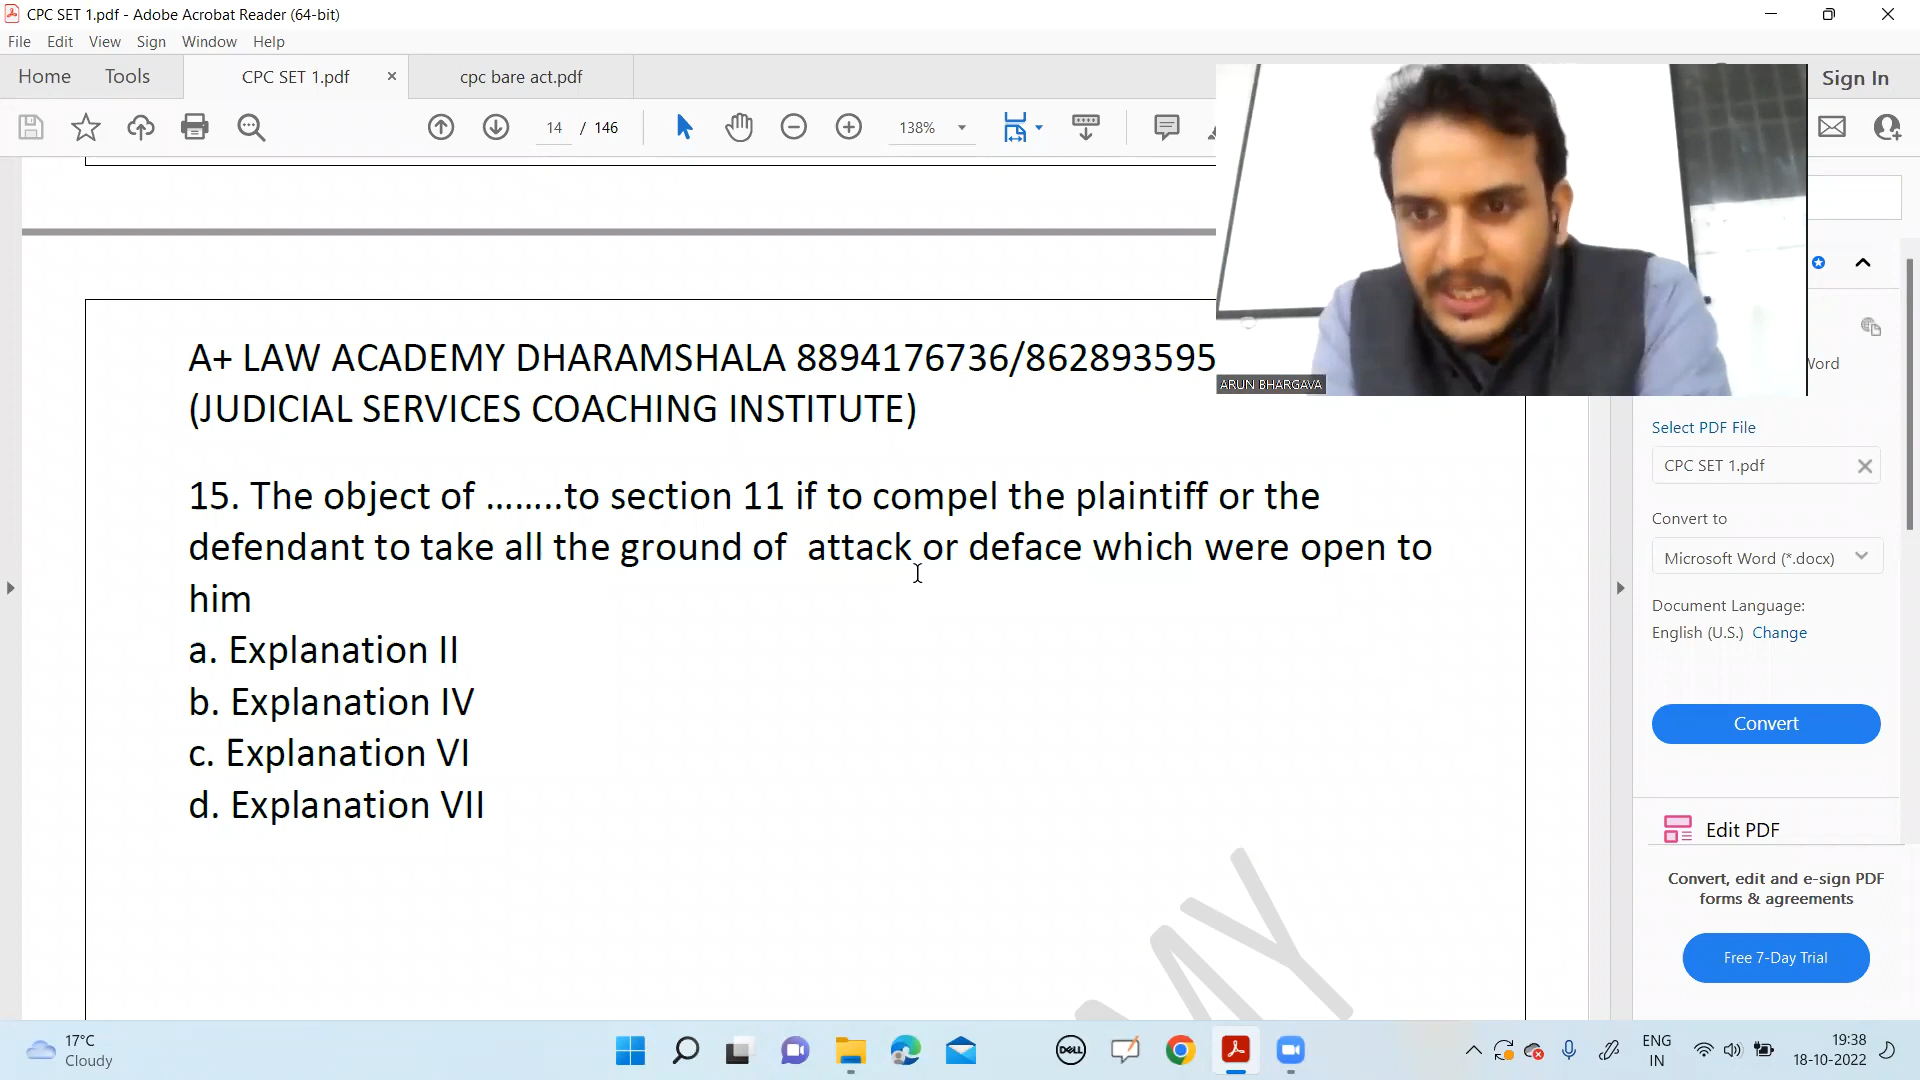 CPC SET 1.pdf - Adobe Acrobat Reader (64-bit)
File Edit View Sign Window Help
Home Tools CPC SET 1.pdf × cpc bare act.pdf Sign In
14 / 146 138%
A+ LAW ACADEMY DHARAMSHALA 8894176736/862893595
(JUDICIAL SERVICES COACHING INSTITUTE)
ARUN BHARGAVA
15. The object of ........to section 11 if to compel the plaintiff or the
defendant to take all the ground of attack or deface which were open to
him
a. Explanation II
b. Explanation IV
c. Explanation VI
d. Explanation VII
MY
Word
Select PDF File
CPC SET 1.pdf
Convert to
Microsoft Word (*.docx)
Document Language:
English (U.S.) Change
Convert
Edit PDF
Convert, edit and e-sign PDF
forms & agreements
Free 7-Day Trial
17°C
Cloudy
DELL
ENG
IN
19:38
18-10-2022